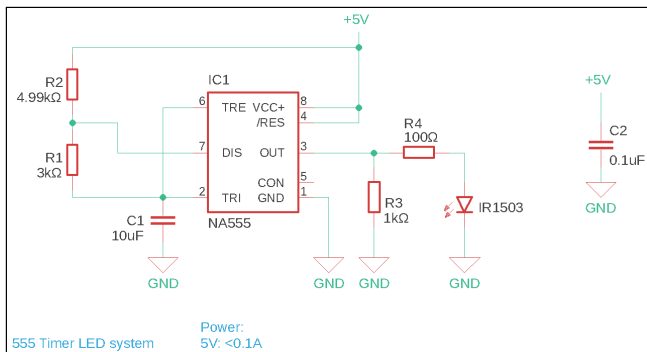 +5V
IC1
R2
4.99kΩ
6
TRE
VCC+
8
/RES
4
+5V
R4
100Ω
C2
0.1uF
R1
3kΩ
7
DIS
OUT
3
CON
5
2
TRI
GND
1
R3
1kΩ
IR1503
C1
10uF
NA555
GND
GND
GND
GND
GND
Power:
555 Timer LED system
5V: <0.1A